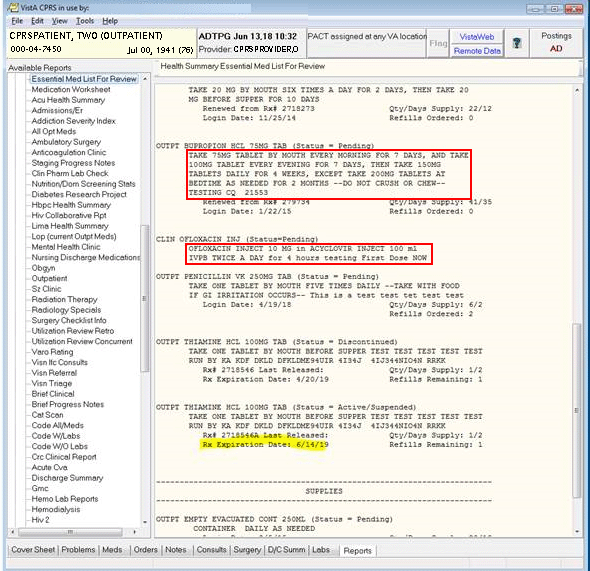 VistA CPRS in use by:
File Edit View Tools Help
CPRSPATIENT, TWO (OUTPATIENT)
000-04-7450 Jul 00, 1941 (76)
ADTPG Jun 13,18 10:32
Provider: CPRSPROVIDER,O
PACT assigned at any VA location
Flag
VistaWeb
Remote Data
Postings
AD
Available Reports
Health Summary Essential Med List For Review
Essential Med List For Review
Medication Worksheet
Acu Health Summary
Admissions/Er
Addiction Severity Index
All Opt Meds
Ambulatory Surgery
Anticoagulation Clinic
Staging Progress Notes
Clin Pharm Lab Check
Nutrition/Dom Screening Stats
Diabetes Research Project
Hbpc Health Summary
Hiv Collaborative Rpt
Lima Health Summary
Lop (current Outpt Meds)
Mental Health Clinic
Nursing Discharge Medications
Obgyn
Outpatient
Sz Clinic
Radiation Therapy
Radiology Specials
Surgery Checklist Info
Utilization Review Retro
Utilization Review Concurrent
Varo Rating
Visn Itc Consults
Visn Referral
Visn Triage
Brief Clinical
Brief Progress Notes
Cat Scan
Code All/Meds
Code W/Labs
Code W/O Labs
Crc Clinical Report
Acute Cva
Discharge Summary
Gmc
Hemo Lab Reports
Hemodialysis
Hiv 2
TAKE 20 MG BY MOUTH SIX TIMES A DAY FOR 2 DAYS, THEN TAKE 20
MG BEFORE SUPPER FOR 10 DAYS
Renewed from Rx# 2718273 Qty/Days Supply: 22/12
Login Date: 11/25/14 Refills Ordered: 0
OUTPT BUPROPION HCL 75MG TAB (Status = Pending)
TAKE 75MG TABLET BY MOUTH EVERY MORNING FOR 7 DAYS, AND TAKE
100MG TABLET EVERY EVENING FOR 7 DAYS, THEN TAKE 150MG
TABLETS DAILY FOR 4 WEEKS, EXCEPT TAKE 200MG TABLETS AT
BEDTIME AS NEEDED FOR 2 MONTHS --DO NOT CRUSH OR CHEW--
TESTING CQ 21553
Renewed from Rx# 279734 Qty/Days Supply: 41/35
Login Date: 1/22/15 Refills Ordered: 0
CLIN OFLOXACIN INJ (Status=Pending)
OFLOXACIN INJECT 10 MG in ACYCLOVIR INJECT 100 ml
IVPB TWICE A DAY for 4 hours testing First Dose NOW
OUTPT PENICILLIN VK 250MG TAB (Status = Pending)
TAKE ONE TABLET BY MOUTH FIVE TIMES DAILY --TAKE WITH FOOD
IF GI IRRITATION OCCURS-- This is a test test tet test test
Login Date: 4/19/18 Qty/Days Supply: 6/2
Refills Ordered: 2
OUTPT THIAMINE HCL 100MG TAB (Status = Discontinued)
TAKE ONE TABLET BY MOUTH BEFORE SUPPER TEST TEST TEST TEST
RUN BY KA KDF DKLD DFKLDME94UIR 4I34J 4IJ344NIO4N RRKK
Rx# 2718546 Last Released: Qty/Days Supply: 1/2
Rx Expiration Date: 4/20/19 Refills Remaining: 1
OUTPT THIAMINE HCL 100MG TAB (Status = Active/Suspended)
TAKE ONE TABLET BY MOUTH BEFORE SUPPER TEST TEST TEST TEST
RUN BY KA KDF DKLD DFKLDME94UIR 4I34J 4IJ344NIO4N RRKK
Rx# 2718546A Last Released: Qty/Days Supply: 1/2
Rx Expiration Date: 6/14/19 Refills Remaining: 1
SUPPLIES
OUTPT EMPTY EVACUATED CONT 250ML (Status = Pending)
CONTAINER DAILY AS NEEDED
Cover Sheet Problems Meds Orders Notes Consults Surgery D/C Summ Labs Reports